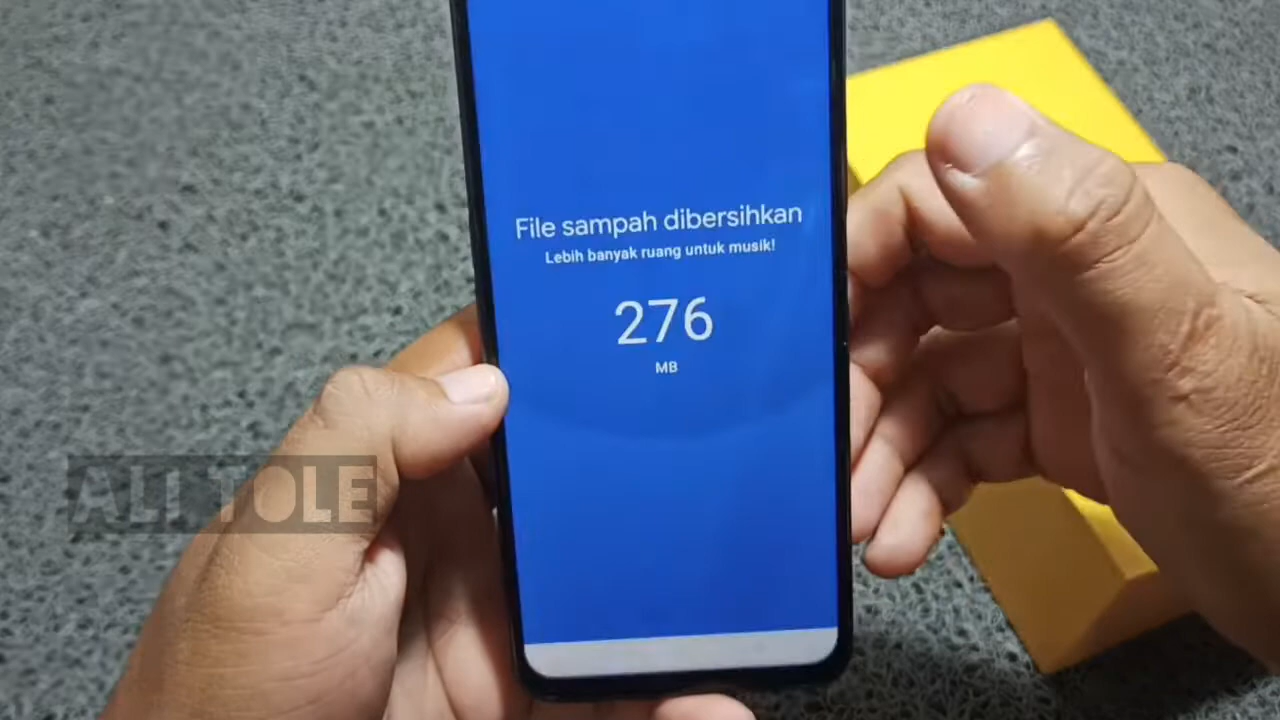 File sampah dibersihkan
Lebih banyak ruang untuk musik!
276
MB
ALI TOLE